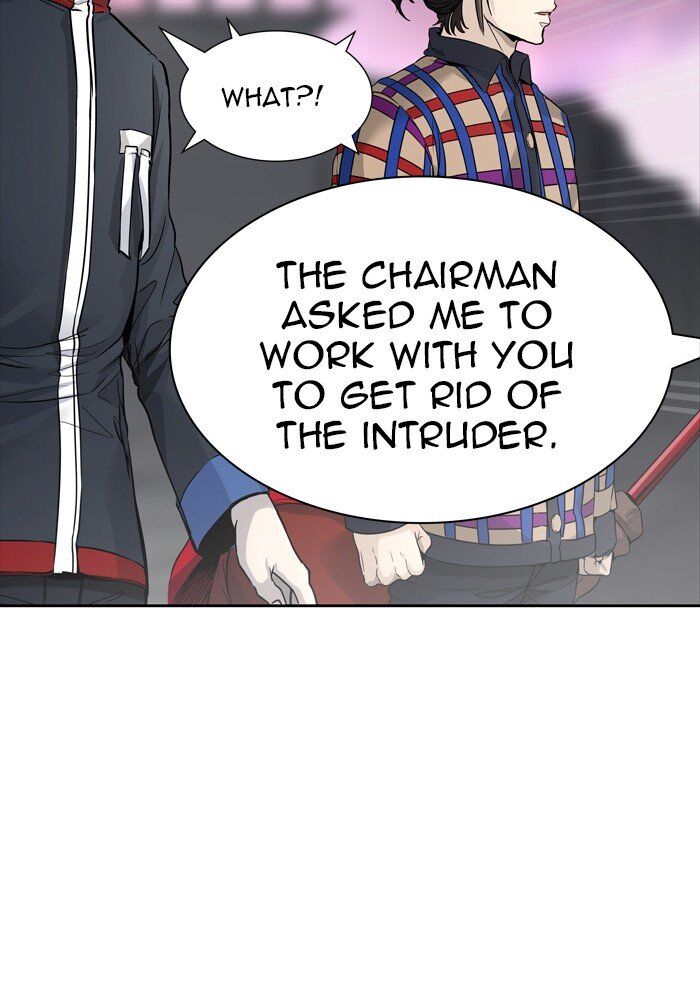 WHAT?!
THE CHAIRMAN
ASKED ME TO
WORK WITH YOU
TO GET RID OF
THE INTRUDER.